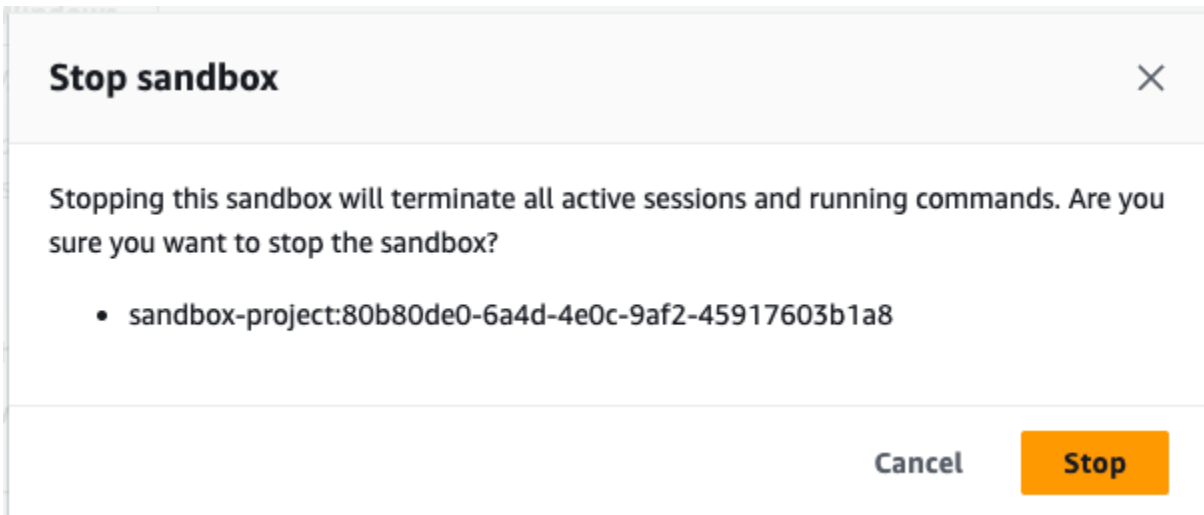 Stop sandbox
Stopping this sandbox will terminate all active sessions and running commands. Are you
sure you want to stop the sandbox?
• sandbox-project:80b80de0-6a4d-4e0c-9af2-45917603b1a8
Cancel
Stop